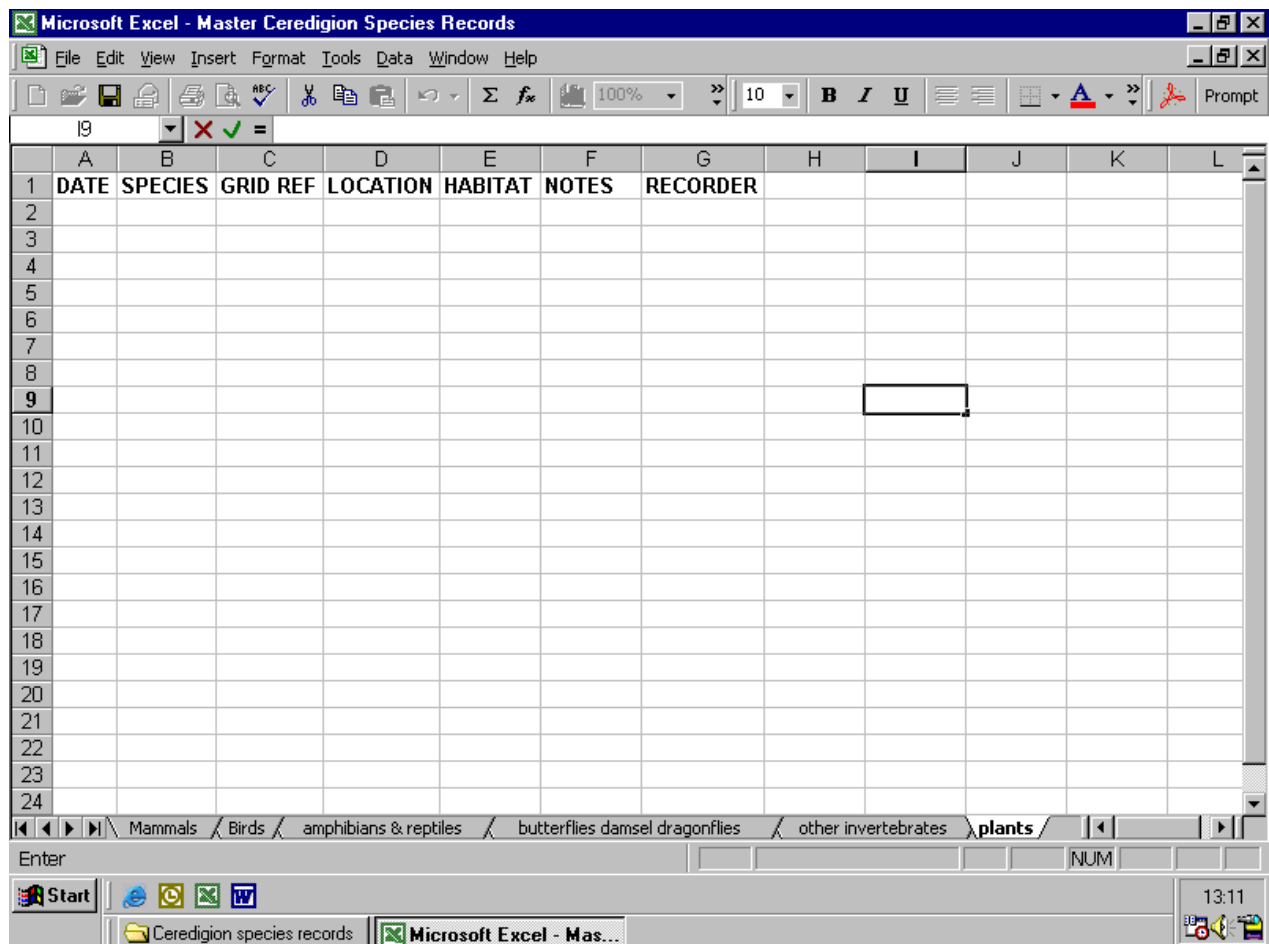 Microsoft Excel - Master Ceredigion Species Records
File Edit View Insert Format Tools Data Window Help
ABC Σ fx 100% » 10 B I U A » Prompt
I9 =
A B C D E F G H I J K L
1 DATE SPECIES GRID REF LOCATION HABITAT NOTES RECORDER
2
3
4
5
6
7
8
9
10
11
12
13
14
15
16
17
18
19
20
21
22
23
24
Mammals Birds amphibians & reptiles butterflies damsel dragonflies other invertebrates plants
Enter NUM
Start W 13:11
Ceredigion species records Microsoft Excel - Mas...